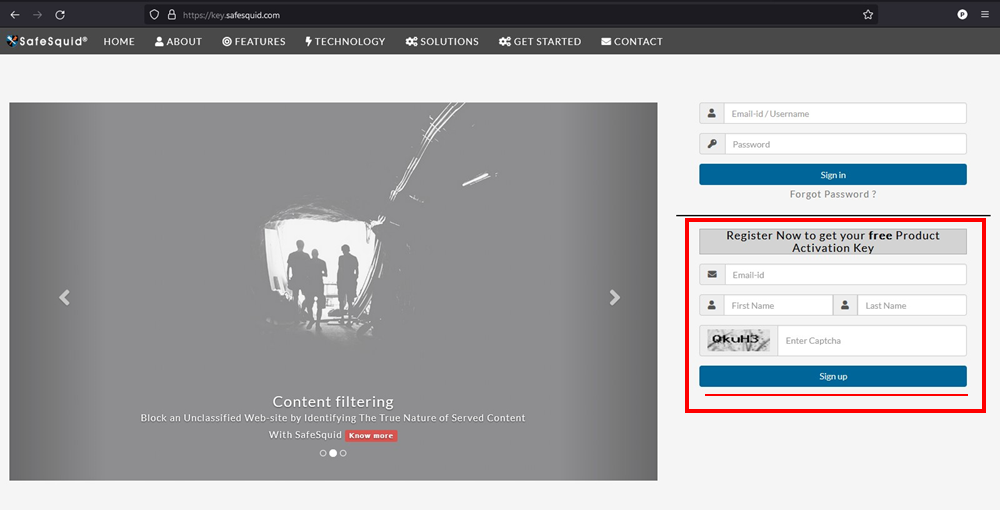 https://key.safesquid.com
SafeSquid®
HOME
ABOUT
FEATURES
TECHNOLOGY
SOLUTIONS
GET STARTED
CONTACT
Content filtering
Block an Unclassified Web-site by Identifying The True Nature of Served Content
With SafeSquid Know more
Email-id / Username
Password
Sign in
Forgot Password ?
Register Now to get your free Product
Activation Key
Email-id
First Name
Last Name
QkuH3
Enter Captcha
Sign up
P